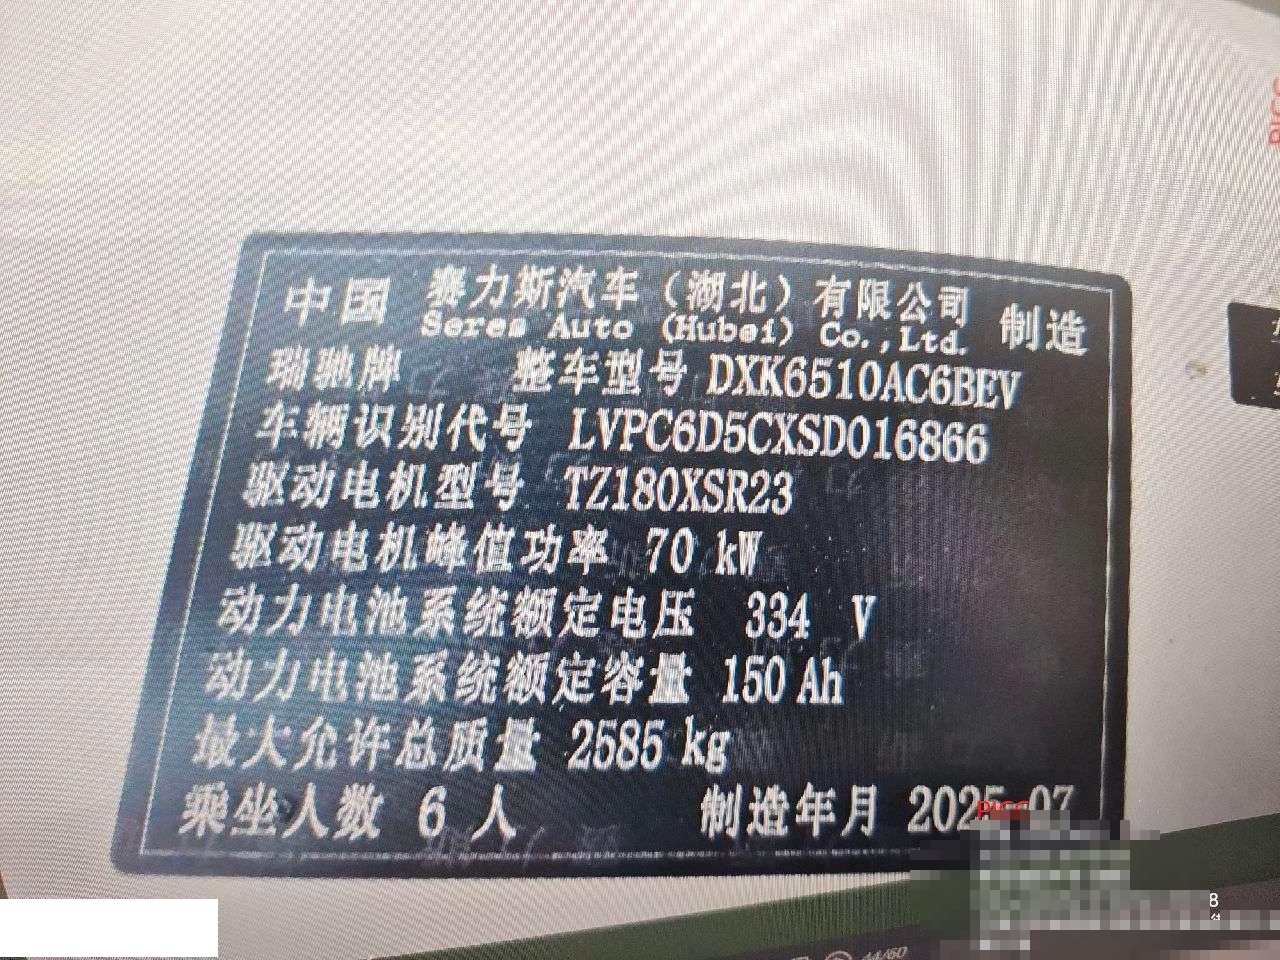 中国 赛力斯汽车（湖北）有限公司 制造
Seres Auto (Hubei) Co.,Ltd.
瑞驰牌 整车型号 DXK6510AC6BEV
车辆识别代号 LVPC6D5CXSD016866
驱动电机型号 TZ180XSR23
驱动电机峰值功率 70 kW
动力电池系统额定电压 334 V
动力电池系统额定容量 150 Ah
最大允许总质量 2585 kg
乘坐人数 6 人 制造年月 2025-07
PICC
8